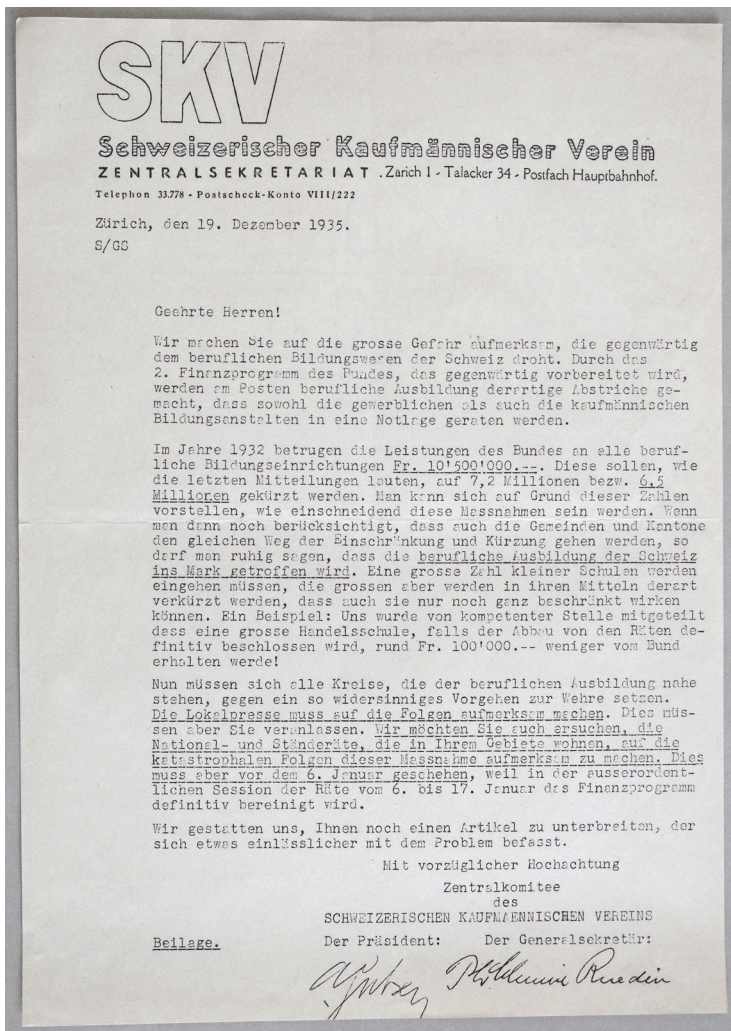 SKV
Schweizerischer Kaufmännischer Verein
ZENTRALSEKRETARIAT . Zürich 1 - Talacker 34 - Postfach Hauptbahnhof.
Telephon 33.778 - Postscheck-Konto VIII/222
Zürich, den 19. Dezember 1935.
S/GS
Geehrte Herren!
Wir machen Sie auf die grosse Gefahr aufmerksam, die gegenwärtig
dem beruflichen Bildungswesen der Schweiz droht. Durch das
2. Finanzprogramm des Bundes, das gegenwärtig vorbereitet wird,
werden am Posten berufliche Ausbildung derartige Abstriche ge-
macht, dass sowohl die gewerblichen als auch die kaufmännischen
Bildungsanstalten in eine Notlage geraten werden.
Im Jahre 1932 betrugen die Leistungen des Bundes an alle beruf-
liche Bildungseinrichtungen Fr. 10'500'000.--. Diese sollen, wie
die letzten Mitteilungen lauten, auf 7,2 Millionen bezw. 6,5
Millionen gekürzt werden. Man kann sich auf Grund dieser Zahlen
vorstellen, wie einschneidend diese Massnahmen sein werden. Wenn
man dann noch berücksichtigt, dass auch die Gemeinden und Kantone
den gleichen Weg der Einschränkung und Kürzung gehen werden, so
darf man ruhig sagen, dass die berufliche Ausbildung der Schweiz
ins Mark getroffen wird. Eine grosse Zahl kleiner Schulen werden
eingehen müssen, die grossen aber werden in ihren Mitteln derart
verkürzt werden, dass auch sie nur noch ganz beschränkt wirken
können. Ein Beispiel: Uns wurde von kompetenter Stelle mitgeteilt
dass eine grosse Handelsschule, falls der Abbau von den Räten de-
finitiv beschlossen wird, rund Fr. 100'000.-- weniger vom Bund
erhalten werde!
Nun müssen sich alle Kreise, die der beruflichen Ausbildung nahe
stehen, gegen ein so widersinniges Vorgehen zur Wehre setzen.
Die Lokalpresse muss auf die Folgen aufmerksam machen. Dies müs-
sen aber Sie veranlassen. Wir möchten Sie auch ersuchen, die
National- und Ständeräte, die in Ihrem Gebiete wohnen, auf die
katastrophalen Folgen dieser Massnahme aufmerksam zu machen. Dies
muss aber vor dem 6. Januar geschehen, weil in der ausserordent-
lichen Session der Räte vom 6. bis 17. Januar das Finanzprogramm
definitiv bereinigt wird.
Wir gestatten uns, Ihnen noch einen Artikel zu unterbreiten, der
sich etwas einlässlicher mit dem Problem befasst.
Mit vorzüglicher Hochachtung
Zentralkomitee
des
SCHWEIZERISCHEN KAUFMAENNISCHEN VEREINS
Beilage. Der Präsident: Der Generalsekretär: